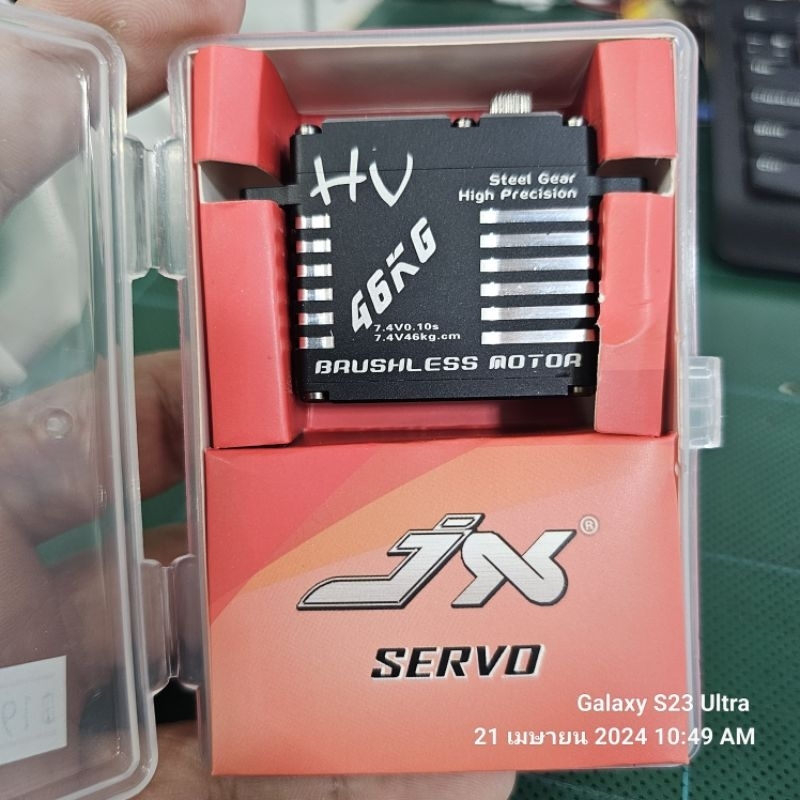 HV
Steel Gear
High Precision
46KG
7.4V0.10s
7.4V46kg.cm
BRUSHLESS MOTOR
JX®
SERVO
Galaxy S23 Ultra
21 เมษายน 2024 10:49 AM